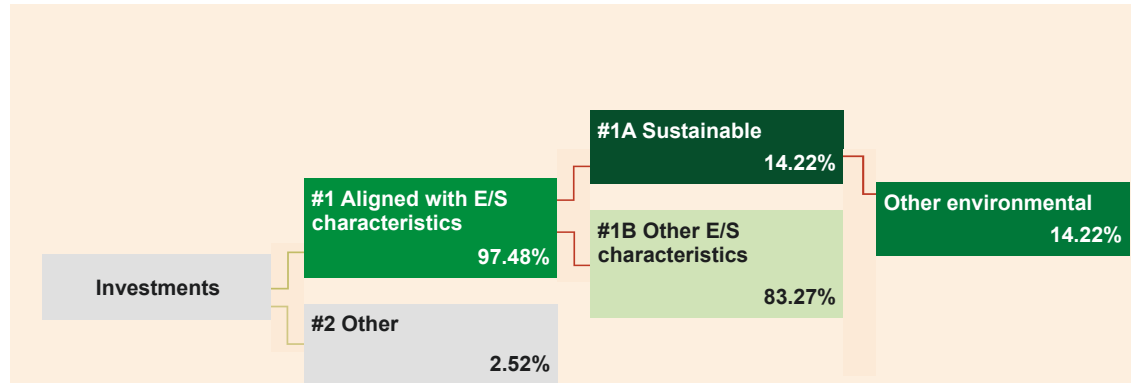 #1A Sustainable
14.22%
#1 Aligned with E/S
characteristics
97.48%
Other environmental
14.22%
#1B Other E/S
characteristics
83.27%
Investments
#2 Other
2.52%